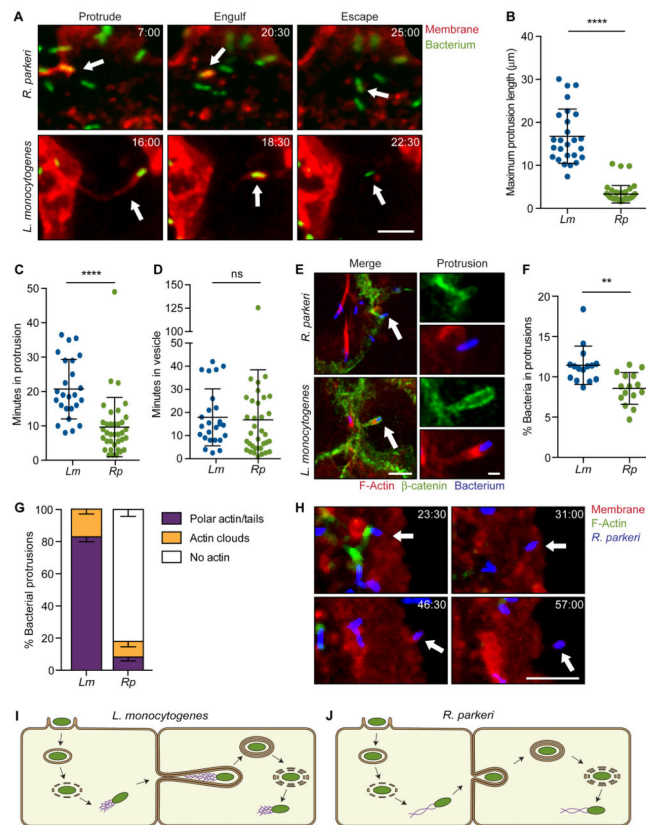 A
Protrude
Engulf
Escape
Membrane
Bacterium
R. parkeri
7:00
20:30
25:00
L. monocytogenes
16:00
18:30
22:30
B
****
Maximum protrusion length (μm)
40
30
20
10
0
Lm
Rp
C
****
Minutes in protrusion
50
40
30
20
10
0
Lm
Rp
D
ns
Minutes in vesicle
150
125
100
50
40
30
20
10
0
Lm
Rp
E
Merge
Protrusion
R. parkeri
L. monocytogenes
F-Actin β-catenin Bacterium
F
**
% Bacteria in protrusions
20
15
10
5
0
Lm
Rp
G
% Bacterial protrusions
100
80
60
40
20
0
Lm
Rp
Polar actin/tails
Actin clouds
No actin
H
23:30
31:00
46:30
57:00
Membrane
F-Actin
R. parkeri
I
L. monocytogenes
J
R. parkeri